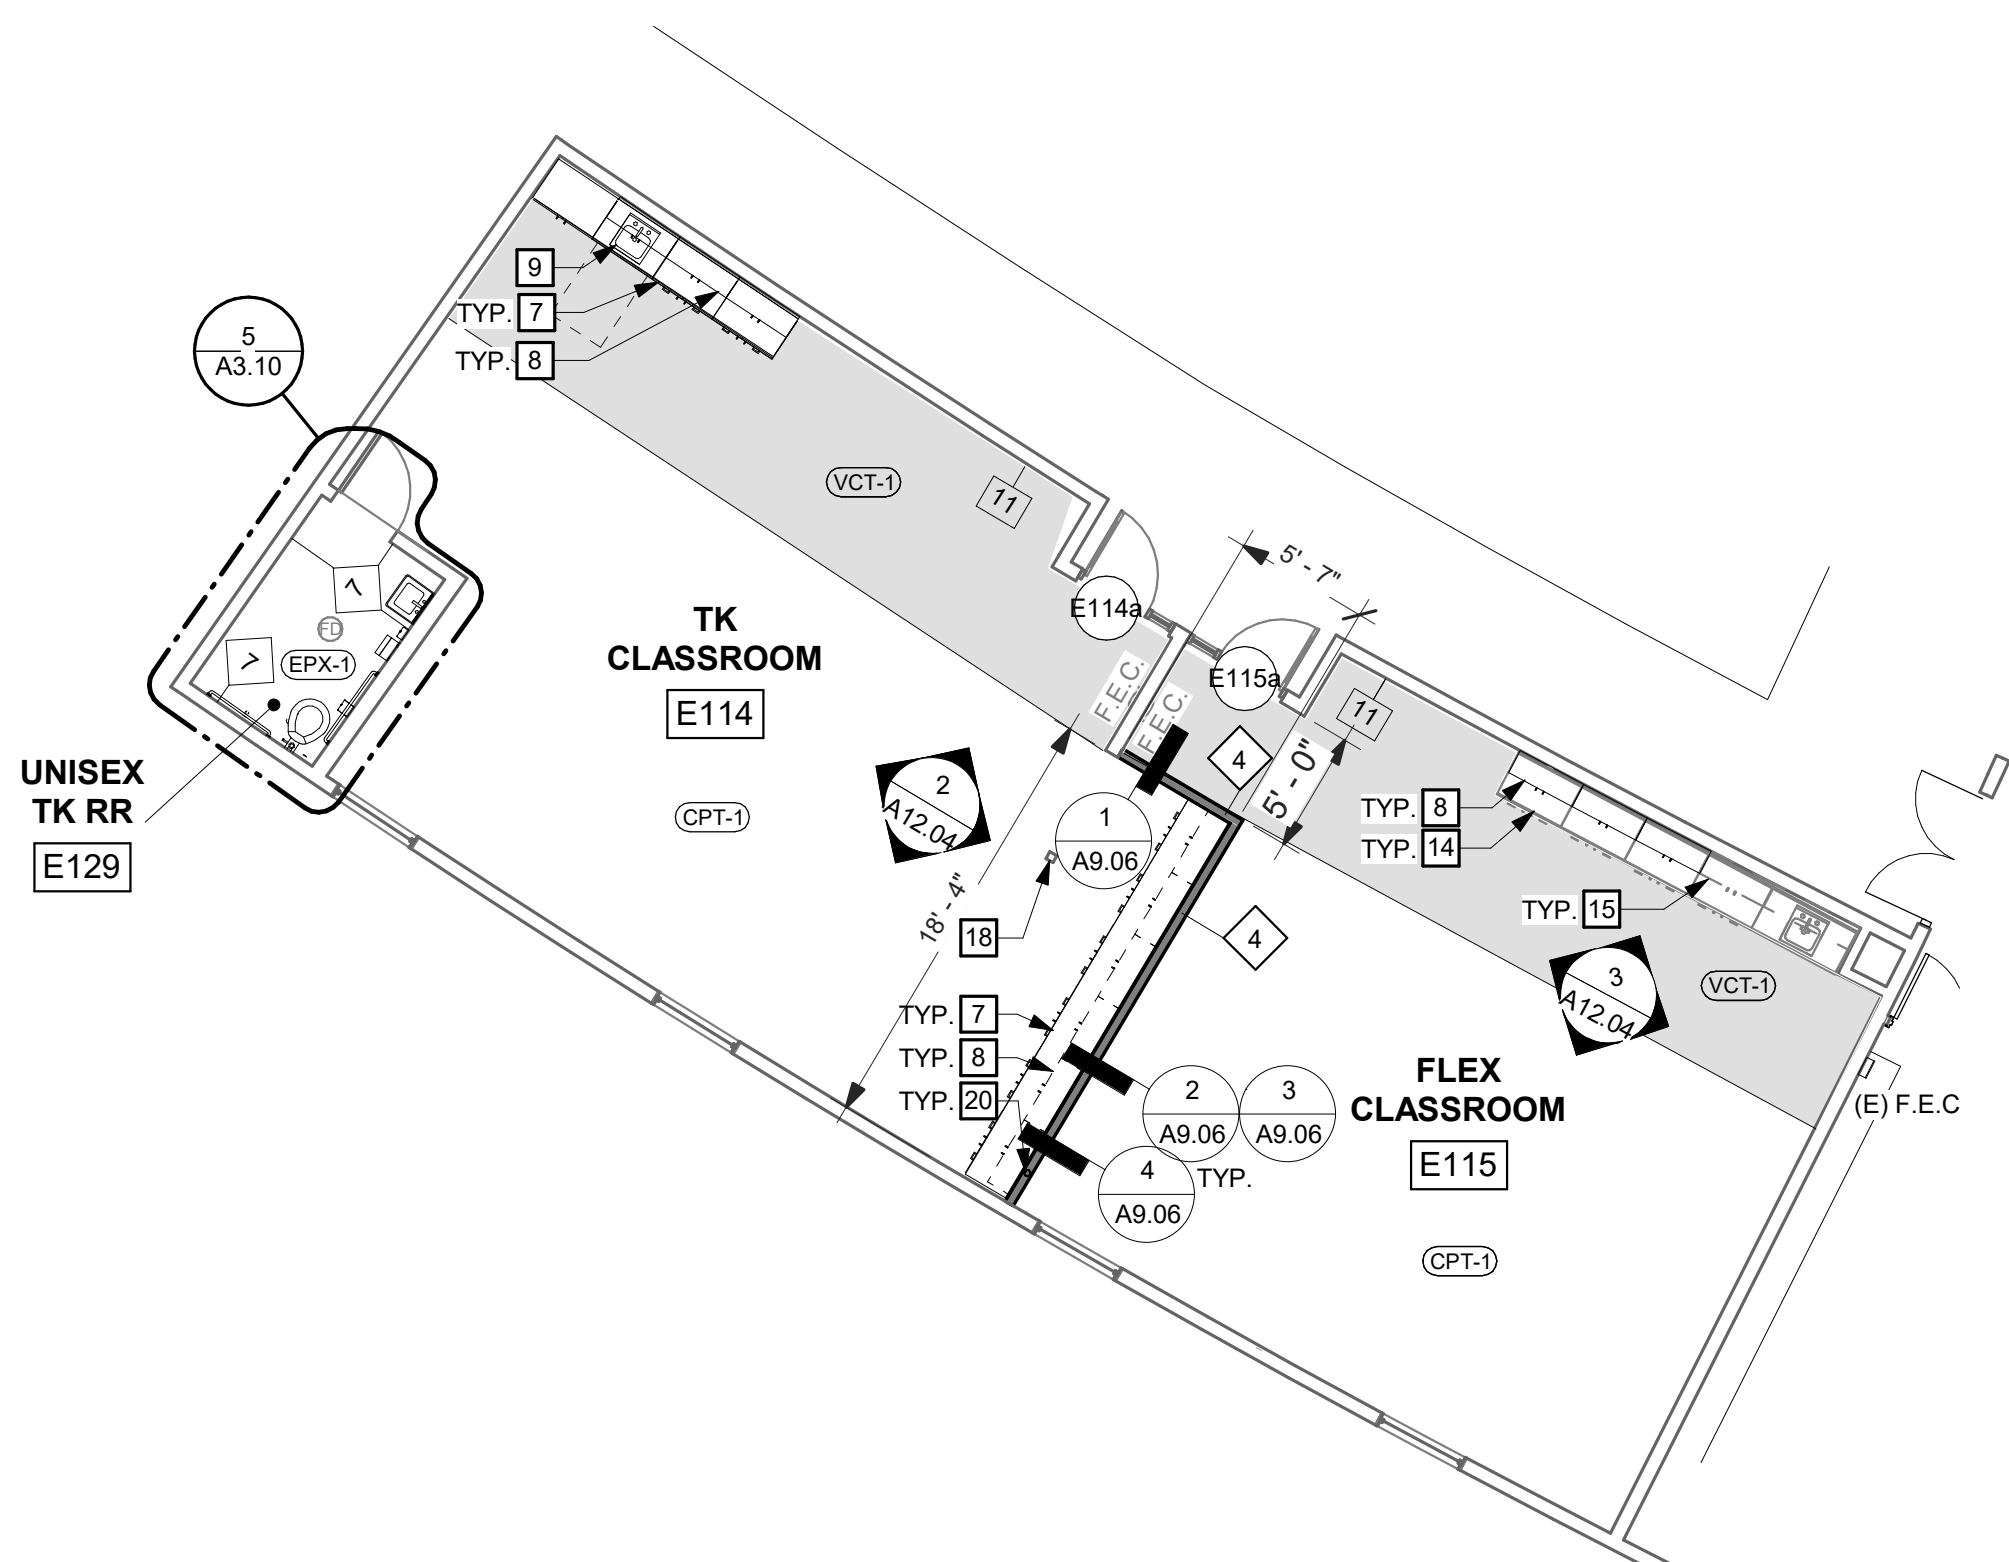 5
A3.10
9
TYP. 7
TYP. 8
VCT-1
11
5' - 7"
E114a
E115a
F.E.C.
F.E.C.
11
7
FD
7
EPX-1
TK
CLASSROOM
E114
CPT-1
UNISEX
TK RR
E129
2
A12.04
4
5' - 0"
1
A9.06
18' - 4"
18
4
TYP. 8
TYP. 14
TYP. 15
3
A12.04
VCT-1
TYP. 7
TYP. 8
TYP. 20
2
A9.06
3
A9.06
4
A9.06
TYP.
FLEX
CLASSROOM
E115
(E) F.E.C
CPT-1